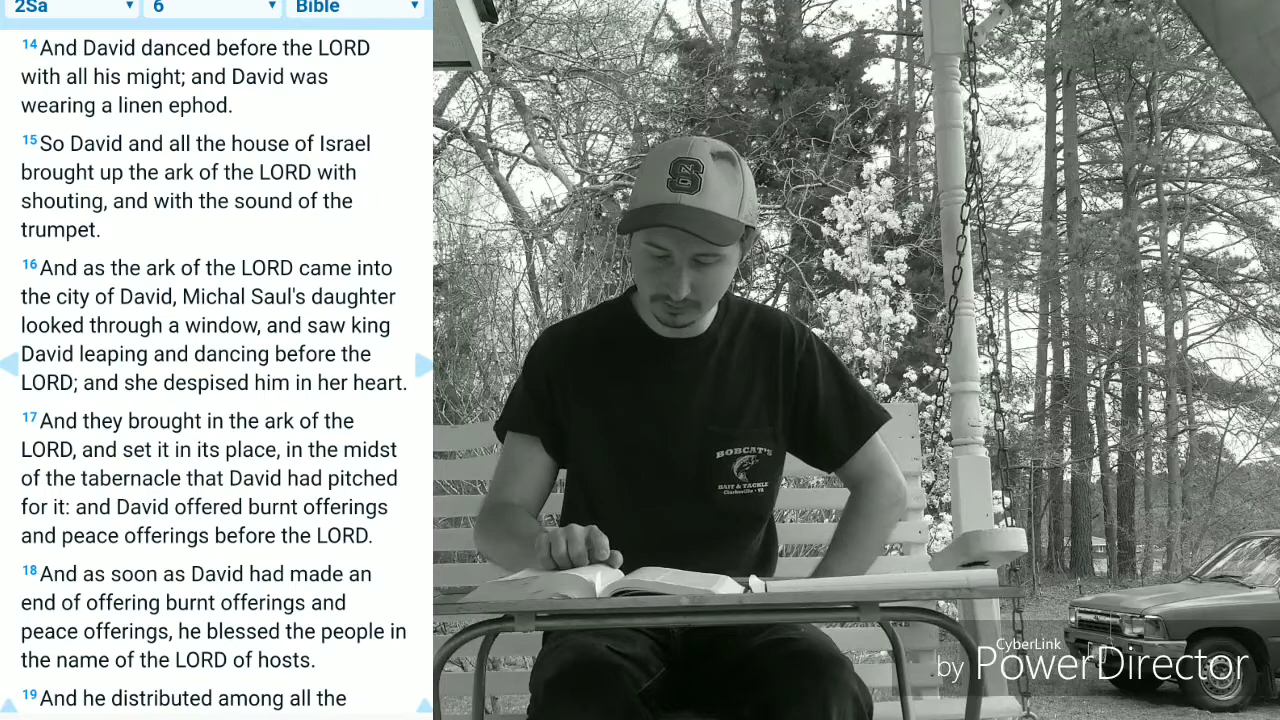 2Sa 6 Bible
14 And David danced before the LORD
with all his might; and David was
wearing a linen ephod.
15 So David and all the house of Israel
brought up the ark of the LORD with
shouting, and with the sound of the
trumpet.
16 And as the ark of the LORD came into
the city of David, Michal Saul's daughter
looked through a window, and saw king
David leaping and dancing before the
LORD; and she despised him in her heart.
17 And they brought in the ark of the
LORD, and set it in its place, in the midst
of the tabernacle that David had pitched
for it: and David offered burnt offerings
and peace offerings before the LORD.
18 And as soon as David had made an
end of offering burnt offerings and
peace offerings, he blessed the people in
the name of the LORD of hosts.
19 And he distributed among all the
S
BOBCAT'S
BAIT & TACKLE
Clarksville - VA
CyberLink
by PowerDirector